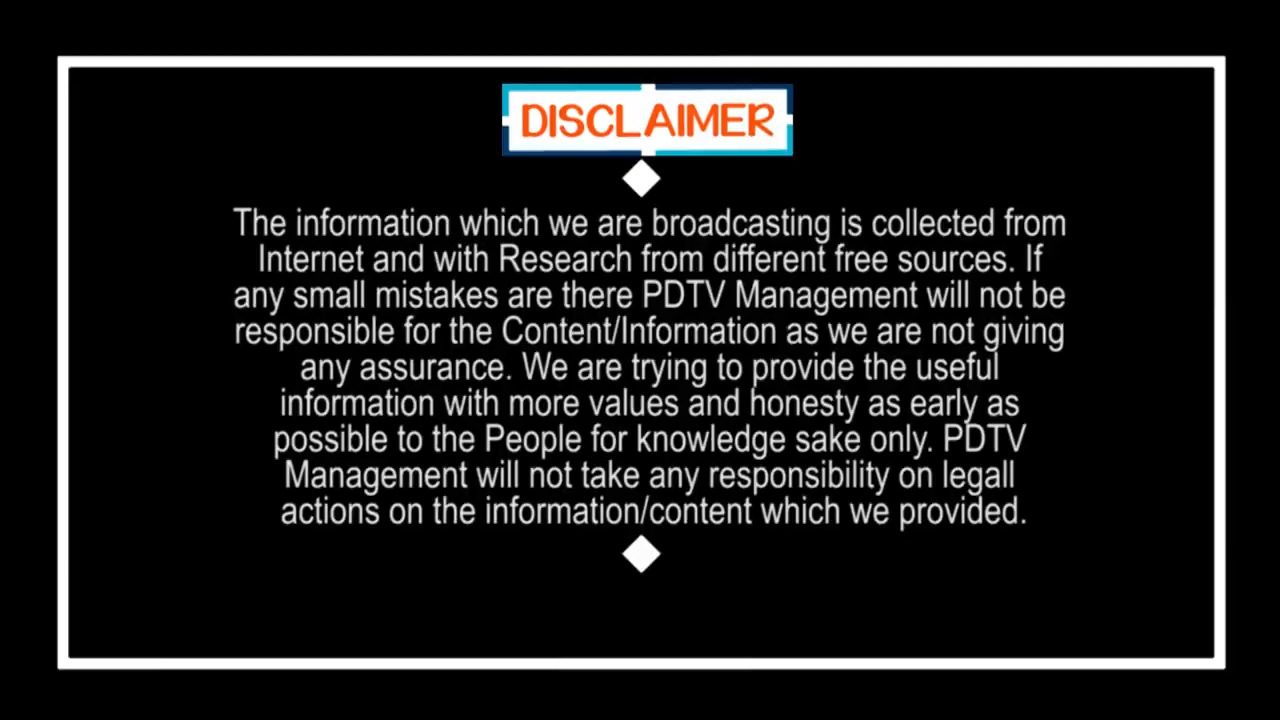 DISCLAIMER
The information which we are broadcasting is collected from
Internet and with Research from different free sources. If
any small mistakes are there PDTV Management will not be
responsible for the Content/Information as we are not giving
any assurance. We are trying to provide the useful
information with more values and honesty as early as
possible to the People for knowledge sake only. PDTV
Management will not take any responsibility on legall
actions on the information/content which we provided.